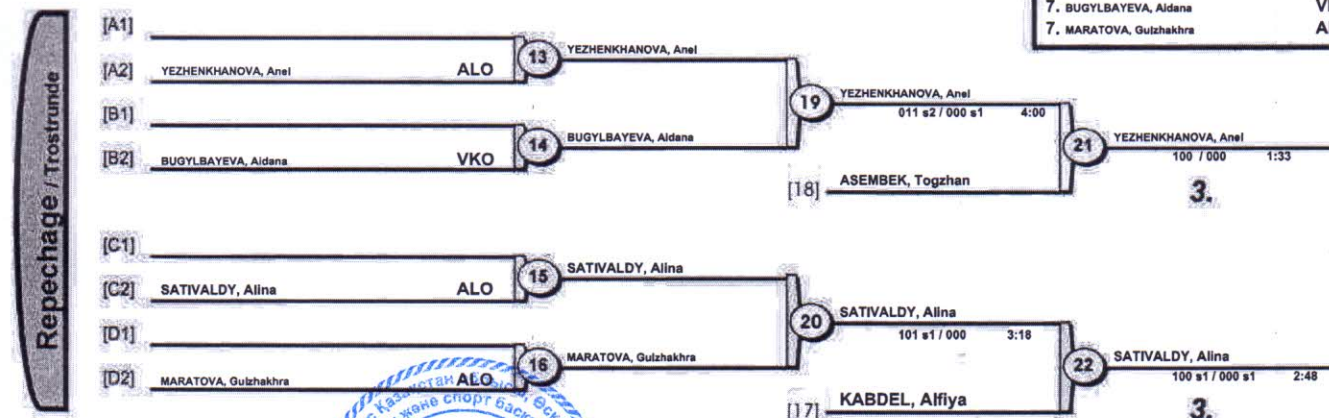 7. BUGYLBAYEVA, Aidana
7. MARATOVA, Gulzhakhra
Repechage / Trostrunde
[A1]
[A2] YEZHENKHANOVA, Anel ALO
13 YEZHENKHANOVA, Anel
[B1]
[B2] BUGYLBAYEVA, Aidana VKO
14 BUGYLBAYEVA, Aidana
19 YEZHENKHANOVA, Anel
011 s2 / 000 s1 4:00
[18] ASEMBEK, Togzhan
21 YEZHENKHANOVA, Anel
100 / 000 1:33
3.
[C1]
[C2] SATIVALDY, Alina ALO
15 SATIVALDY, Alina
[D1]
[D2] MARATOVA, Gulzhakhra ALO
16 MARATOVA, Gulzhakhra
20 SATIVALDY, Alina
101 s1 / 000 3:18
[17] KABDEL, Alfiya
22 SATIVALDY, Alina
100 s1 / 000 s1 2:48
3.
және спорт